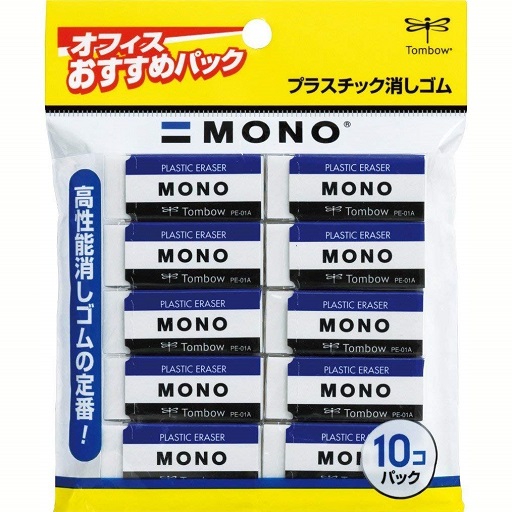 オフィス
おすすめパック
Tombow®
プラスチック消しゴム
MONO®
高性能消しゴムの定番！
PLASTIC ERASER
MONO
Tombow PE-01A
PLASTIC ERASER
MONO
Tombow PE-01A
PLASTIC ERASER
MONO
Tombow PE-01A
PLASTIC ERASER
MONO
Tombow PE-01A
PLASTIC ERASER
MONO
Tombow PE-01A
PLASTIC ERASER
MONO
Tombow PE-01A
PLASTIC ERASER
MONO
Tombow PE-01A
PLASTIC ERASER
MONO
Tombow PE-01A
PLASTIC ERASER
MONO
Tombow PE-01A
PLASTIC ERASER
MONO
10コ
パック